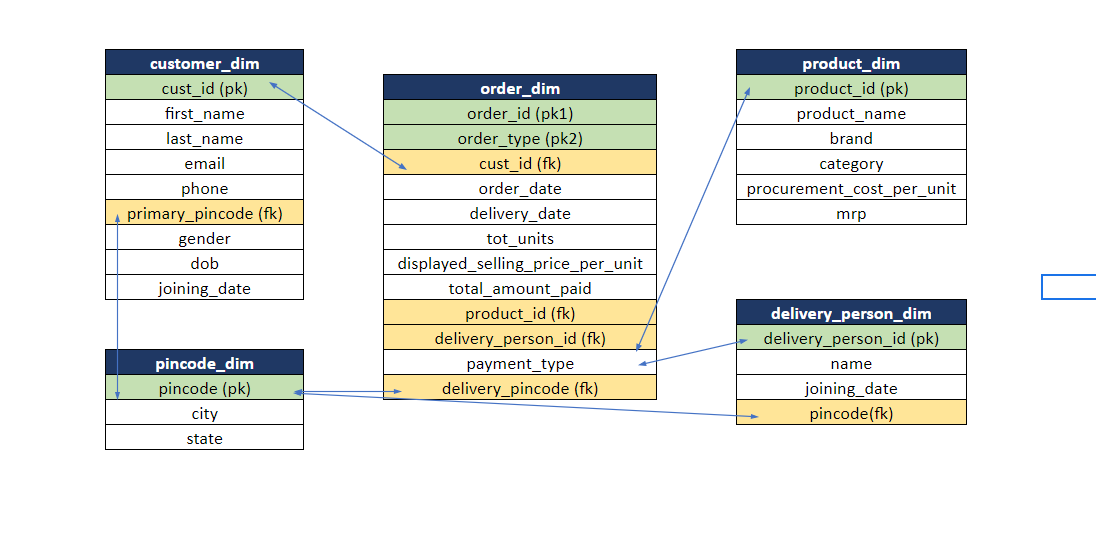 customer_dim
cust_id (pk)
first_name
last_name
email
phone
primary_pincode (fk)
gender
dob
joining_date
pincode_dim
pincode (pk)
city
state
order_dim
order_id (pk1)
order_type (pk2)
cust_id (fk)
order_date
delivery_date
tot_units
displayed_selling_price_per_unit
total_amount_paid
product_id (fk)
delivery_person_id (fk)
payment_type
delivery_pincode (fk)
product_dim
product_id (pk)
product_name
brand
category
procurement_cost_per_unit
mrp
delivery_person_dim
delivery_person_id (pk)
name
joining_date
pincode(fk)